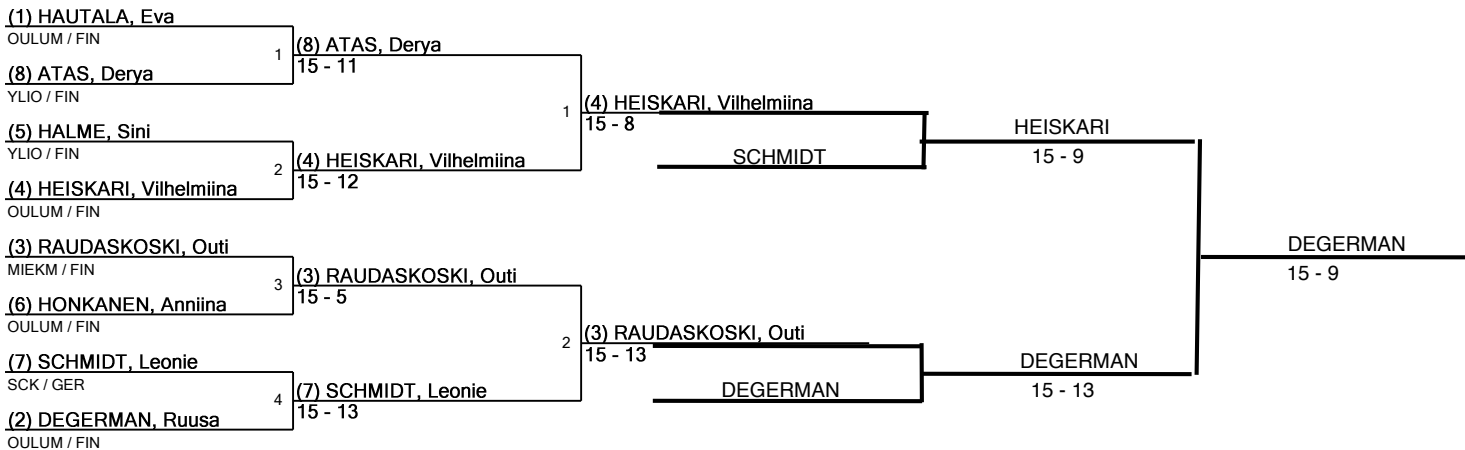 (1) HAUTALA, Eva
OULUM / FIN
1
(8) ATAS, Derya
15 - 11
(8) ATAS, Derya
YLIO / FIN
1
(4) HEISKARI, Vilhelmiina
15 - 8
(5) HALME, Sini
YLIO / FIN
2
(4) HEISKARI, Vilhelmiina
15 - 12
(4) HEISKARI, Vilhelmiina
OULUM / FIN
SCHMIDT
HEISKARI
15 - 9
(3) RAUDASKOSKI, Outi
MIEKM / FIN
3
(3) RAUDASKOSKI, Outi
15 - 5
(6) HONKANEN, Anniina
OULUM / FIN
2
(3) RAUDASKOSKI, Outi
15 - 13
(7) SCHMIDT, Leonie
SCK / GER
4
(7) SCHMIDT, Leonie
15 - 13
(2) DEGERMAN, Ruusa
OULUM / FIN
DEGERMAN
DEGERMAN
15 - 13
DEGERMAN
15 - 9